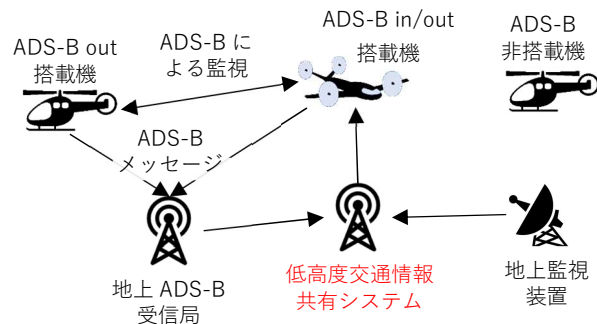 ADS-B out
搭載機
ADS-B に
よる監視
ADS-B in/out
搭載機
ADS-B
非搭載機
ADS-B
メッセージ
地上 ADS-B
受信局
低高度交通情報
共有システム
地上監視
装置